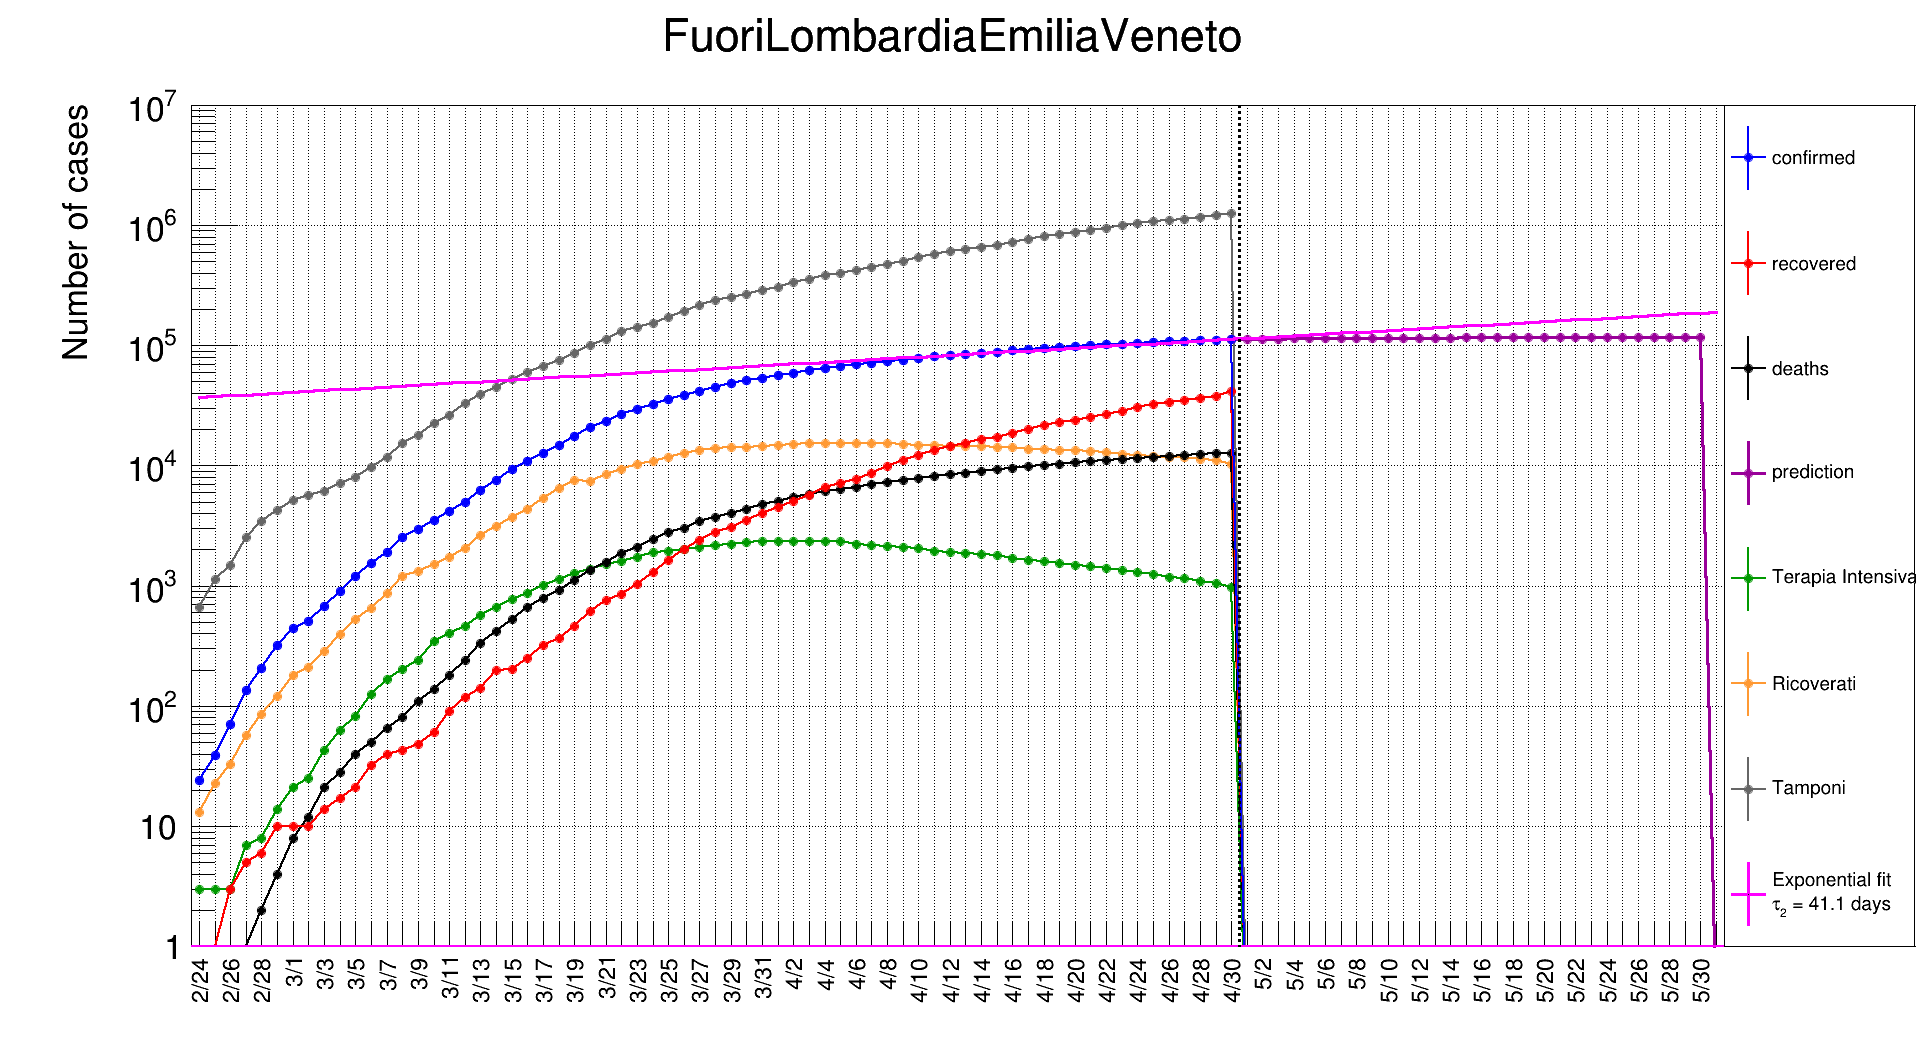 FuoriLombardiaEmiliaVeneto
Number of cases
10^7
10^6
10^5
10^4
10^3
10^2
10
1
2/24 2/26 2/28 3/1 3/3 3/5 3/7 3/9 3/11 3/13 3/15 3/17 3/19 3/21 3/23 3/25 3/27 3/29 3/31 4/2 4/4 4/6 4/8 4/10 4/12 4/14 4/16 4/18 4/20 4/22 4/24 4/26 4/28 4/30 5/2 5/4 5/6 5/8 5/10 5/12 5/14 5/16 5/18 5/20 5/22 5/24 5/26 5/28 5/30
confirmed
recovered
deaths
prediction
Terapia Intensiva
Ricoverati
Tamponi
Exponential fit
τ_2 = 41.1 days